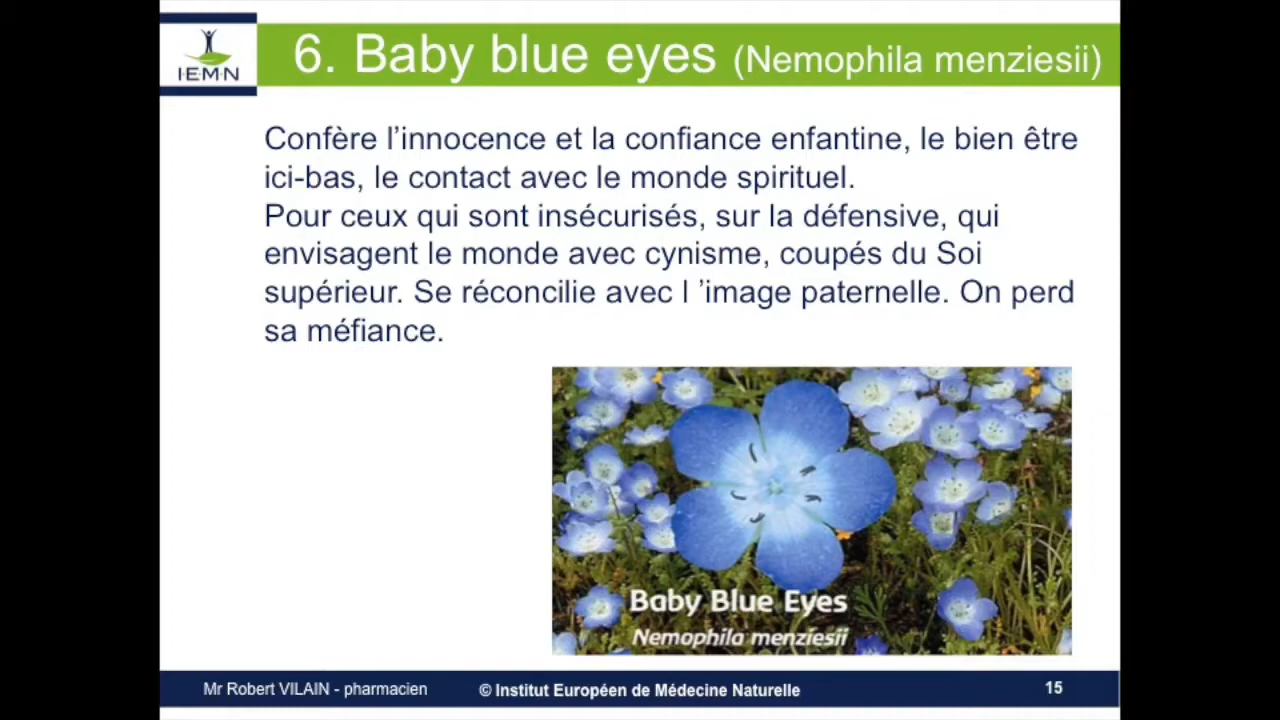 I·E·M·N
6. Baby blue eyes (Nemophila menziesii)
Confère l’innocence et la confiance enfantine, le bien être
ici-bas, le contact avec le monde spirituel.
Pour ceux qui sont insécurisés, sur la défensive, qui
envisagent le monde avec cynisme, coupés du Soi
supérieur. Se réconcilie avec l ’image paternelle. On perd
sa méfiance.
Baby Blue Eyes
Nemophila menziesii
Mr Robert VILAIN - pharmacien © Institut Européen de Médecine Naturelle 15